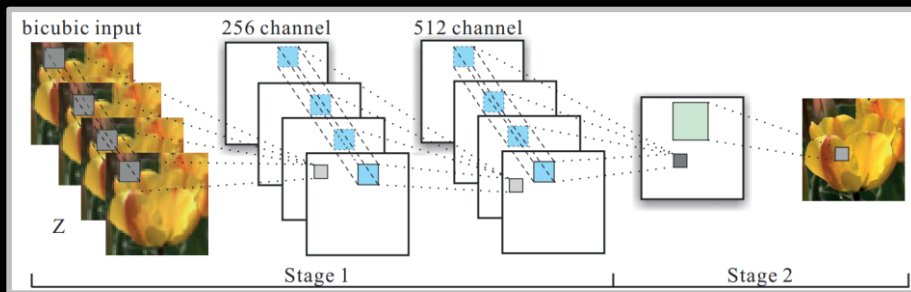 bicubic input
256 channel
512 channel
Z
Stage 1
Stage 2